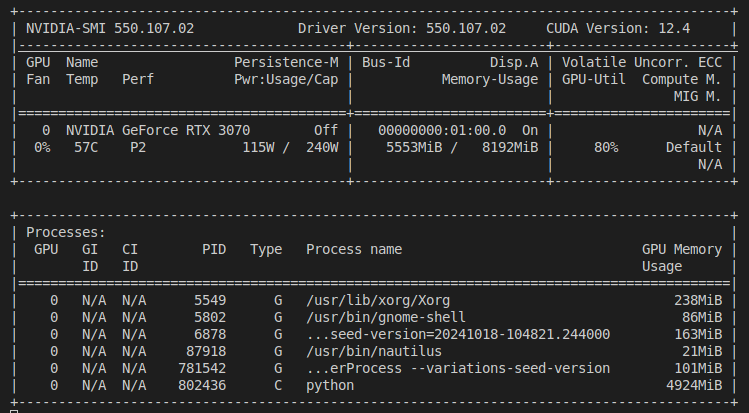 NVIDIA-SMI 550.107.02 Driver Version: 550.107.02 CUDA Version: 12.4
GPU Name Persistence-M | Bus-Id Disp.A | Volatile Uncorr. ECC
Fan Temp Perf Pwr:Usage/Cap | Memory-Usage | GPU-Util Compute M.
MIG M.
0 NVIDIA GeForce RTX 3070 Off | 00000000:01:00.0 On | N/A
0% 57C P2 115W / 240W | 5553MiB / 8192MiB | 80% Default
N/A
Processes:
GPU GI CI PID Type Process name GPU Memory
ID ID Usage
0 N/A N/A 5549 G /usr/lib/xorg/Xorg 238MiB
0 N/A N/A 5802 G /usr/bin/gnome-shell 86MiB
0 N/A N/A 6878 G ...seed-version=20241018-104821.244000 163MiB
0 N/A N/A 87918 G /usr/bin/nautilus 21MiB
0 N/A N/A 781542 G ...erProcess --variations-seed-version 101MiB
0 N/A N/A 802436 C python 4924MiB